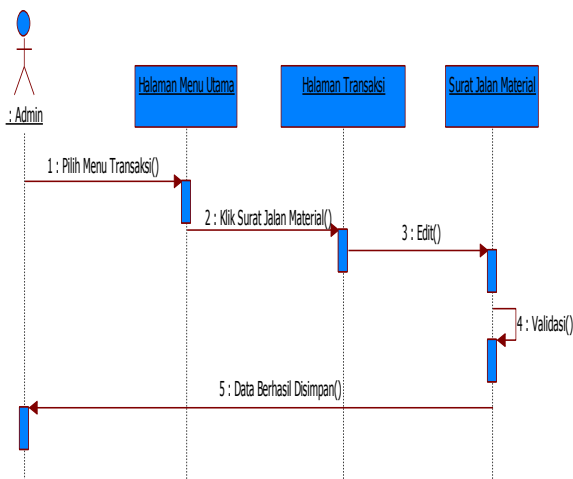 : Admin
Halaman Menu Utama
Halaman Transaksi
Surat Jalan Material
1 : Pilih Menu Transaksi()
2 : Klik Surat Jalan Material()
3 : Edit()
4 : Validasi()
5 : Data Berhasil Disimpan()